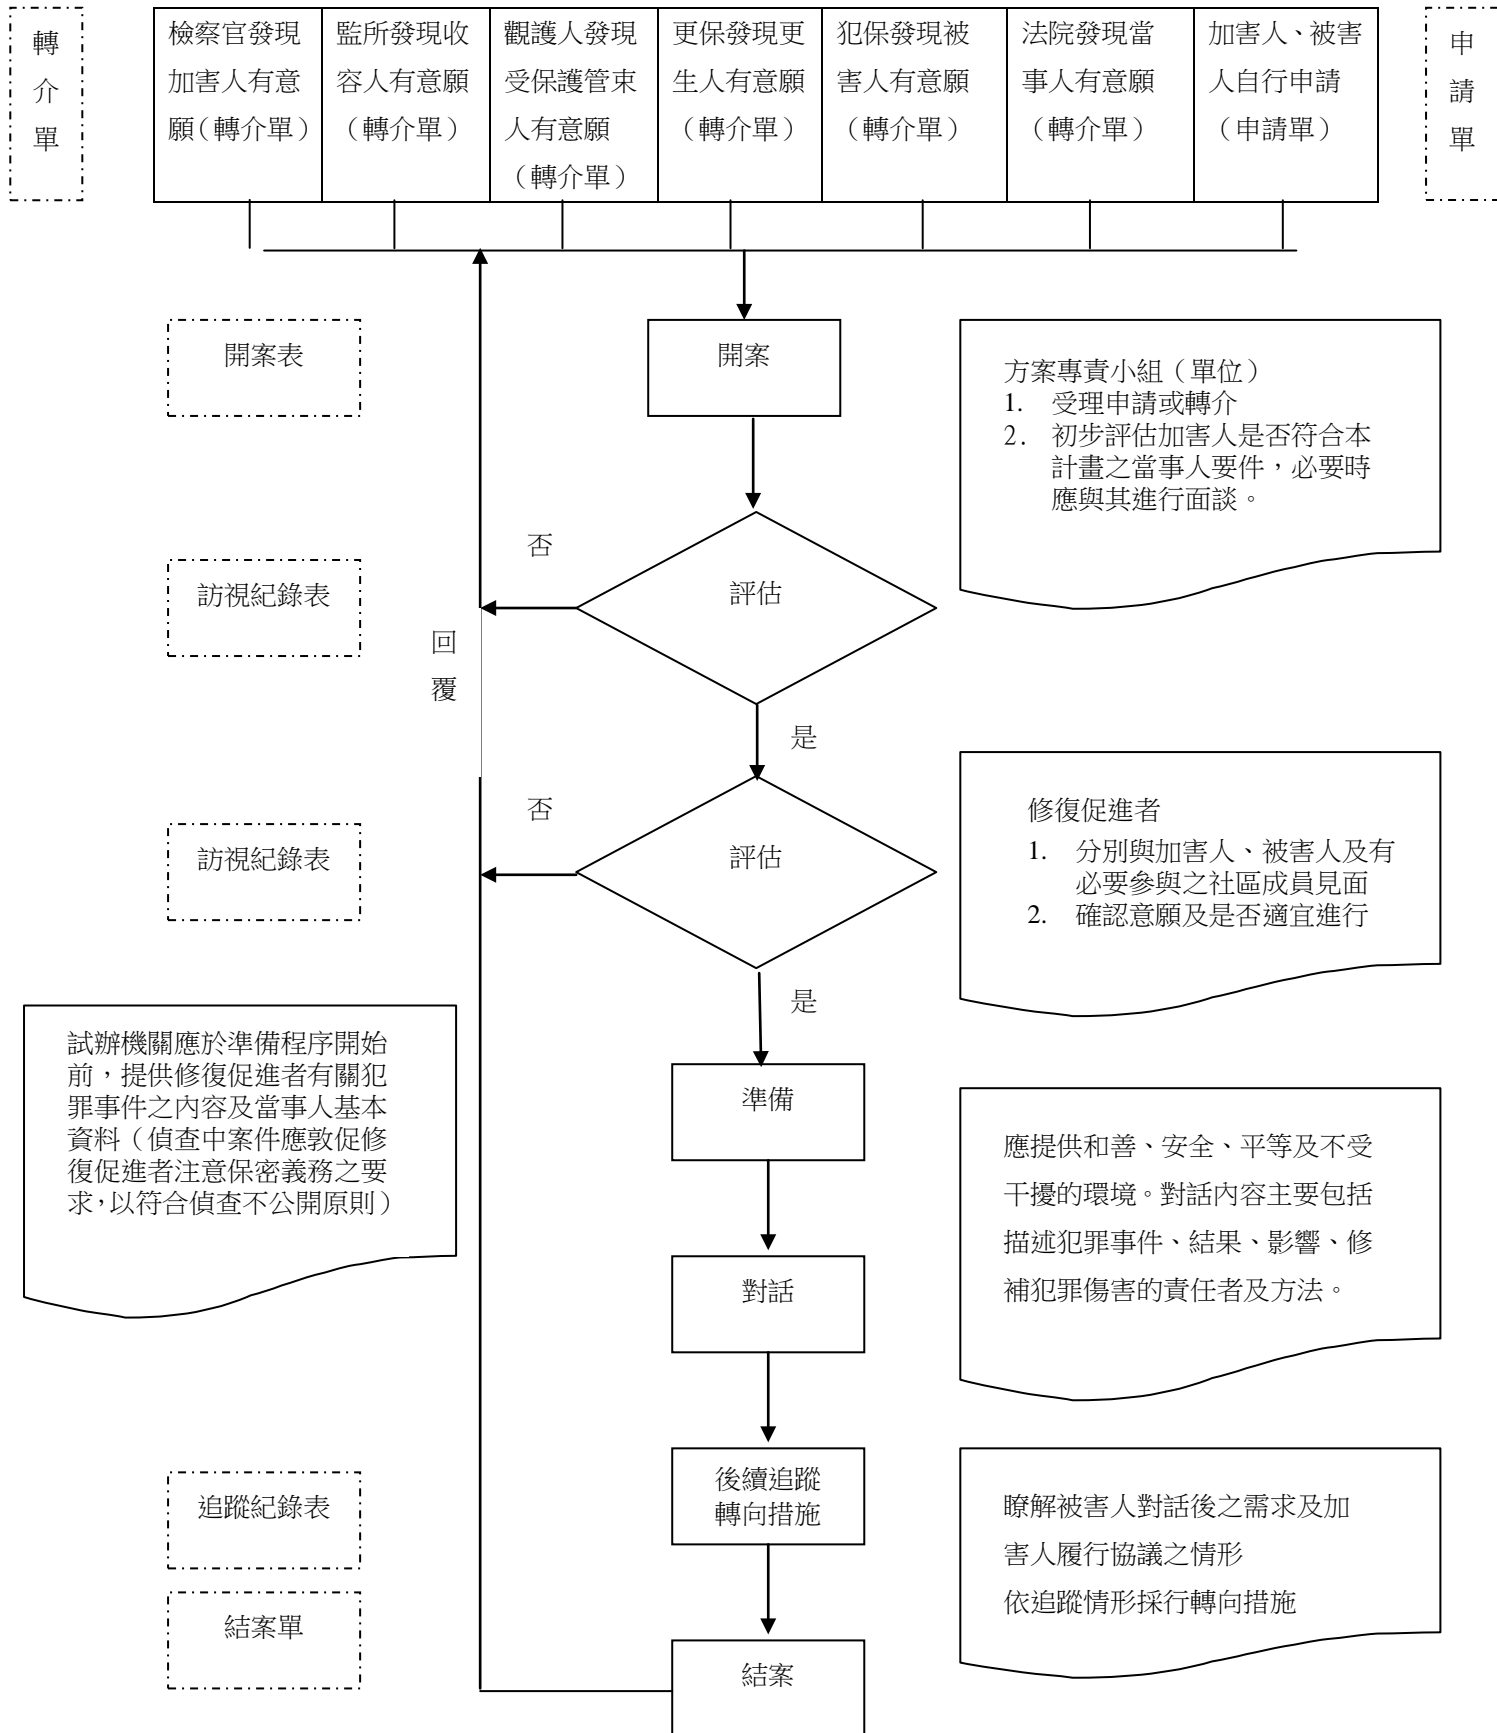 轉
介
單
檢察官發現
加害人有意
願（轉介單）
監所發現收
容人有意願
（轉介單）
觀護人發現
受保護管束
人有意願
（轉介單）
更保發現更
生人有意願
（轉介單）
犯保發現被
害人有意願
（轉介單）
法院發現當
事人有意願
（轉介單）
加害人、被害
人自行申請
（申請單）
申
請
單
開案表
開案
方案專責小組（單位）
1. 受理申請或轉介
2. 初步評估加害人是否符合本
計畫之當事人要件，必要時
應與其進行面談。
否
訪視紀錄表
評估
回
覆
是
否
訪視紀錄表
評估
修復促進者
1. 分別與加害人、被害人及有
必要參與之社區成員見面
2. 確認意願及是否適宜進行
是
試辦機關應於準備程序開始
前，提供修復促進者有關犯
罪事件之內容及當事人基本
資料（偵查中案件應敦促修
復促進者注意保密義務之要
求，以符合偵查不公開原則）
準備
應提供和善、安全、平等及不受
干擾的環境。對話內容主要包括
描述犯罪事件、結果、影響、修
補犯罪傷害的責任者及方法。
對話
追蹤紀錄表
後續追蹤
轉向措施
瞭解被害人對話後之需求及加
害人履行協議之情形
依追蹤情形採行轉向措施
結案單
結案